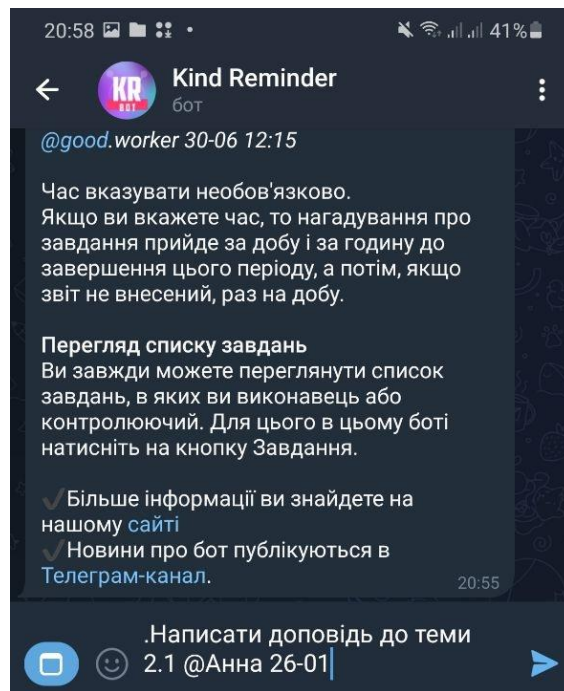 20:58 41%
Kind Reminder
KR
BOT
бот
@good.worker 30-06 12:15
Час вказувати необов'язково.
Якщо ви вкажете час, то нагадування про
завдання прийде за добу і за годину до
завершення цього періоду, а потім, якщо
звіт не внесений, раз на добу.
Перегляд списку завдань
Ви завжди можете переглянути список
завдань, в яких ви виконавець або
контролюючий. Для цього в цьому боті
натисніть на кнопку Завдання.
✔Більше інформації ви знайдете на
нашому сайті
✔Новини про бот публікуються в
Телеграм-канал.
20:55
.Написати доповідь до теми
2.1 @Анна 26-01